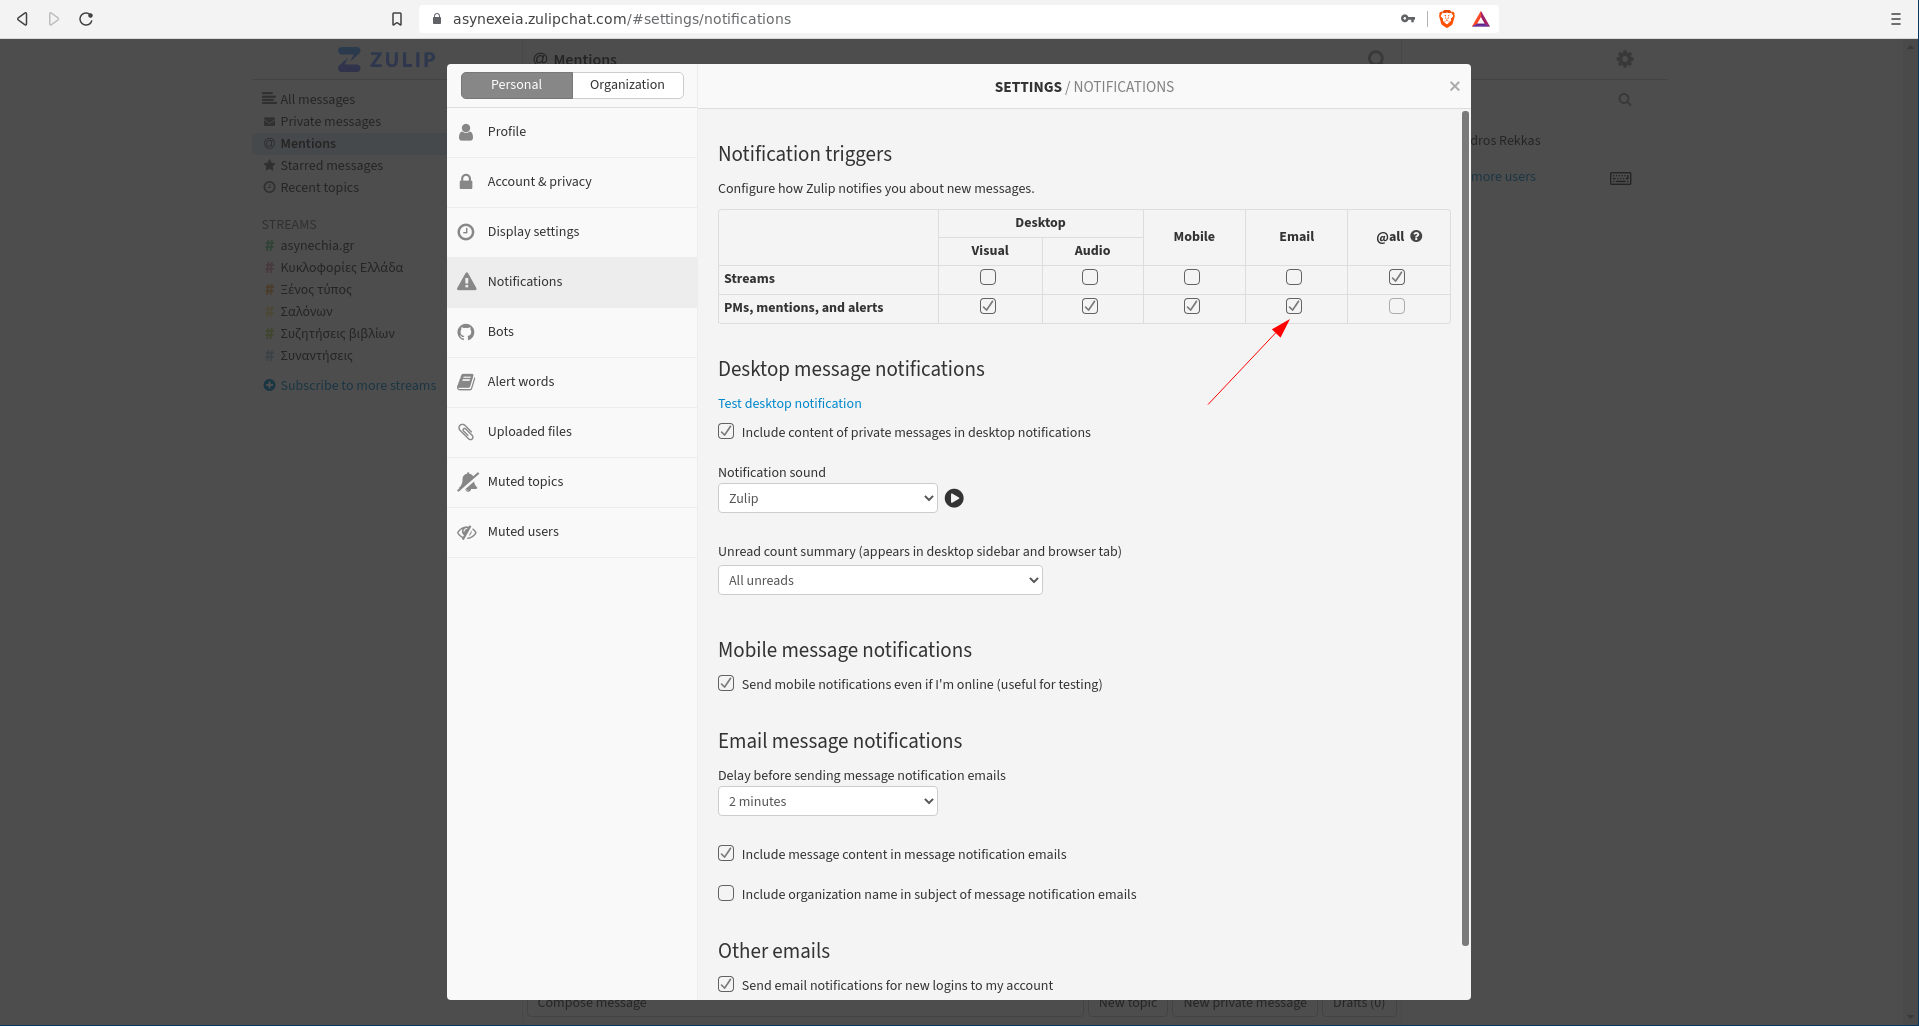 asynexeia.zulipchat.com/#settings/notifications
ZULIP
@ Mentions
All messages
Private messages
@ Mentions
Starred messages
Recent topics
STREAMS
# asynechia.gr
# Κυκλοφορίες Ελλάδα
# Ξένος τύπος
# Σαλόνων
# Συζητήσεις βιβλίων
# Συναντήσεις
Subscribe to more streams
Personal Organization
Profile
Account & privacy
Display settings
Notifications
Bots
Alert words
Uploaded files
Muted topics
Muted users
SETTINGS / NOTIFICATIONS ×
Notification triggers
Configure how Zulip notifies you about new messages.
Desktop Mobile Email @all ?
Visual Audio
Streams
PMs, mentions, and alerts
Desktop message notifications
Test desktop notification
Include content of private messages in desktop notifications
Notification sound
Zulip
Unread count summary (appears in desktop sidebar and browser tab)
All unreads
Mobile message notifications
Send mobile notifications even if I'm online (useful for testing)
Email message notifications
Delay before sending message notification emails
2 minutes
Include message content in message notification emails
Include organization name in subject of message notification emails
Other emails
Send email notifications for new logins to my account
dros Rekkas
more users
Compose message New topic New private message Drafts (0)